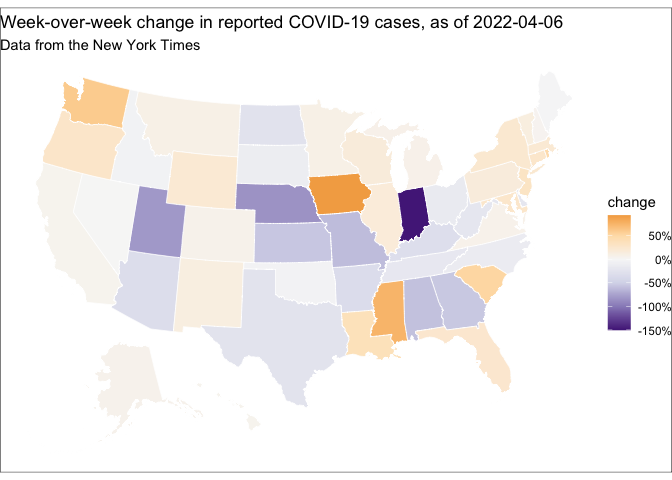 Week-over-week change in reported COVID-19 cases, as of 2022-04-06
Data from the New York Times
change
50%
0%
-50%
-100%
-150%